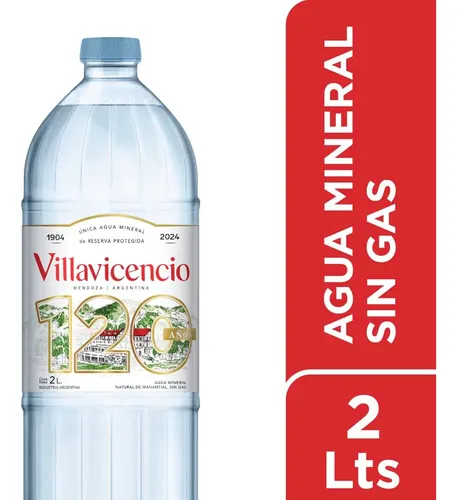 1904
ÚNICA AGUA MINERAL
de RESERVA PROTEGIDA
2024
Villavicencio
MENDOZA | ARGENTINA
120
AÑOS
2 L.
INDUSTRIA ARGENTINA
AGUA MINERAL
NATURAL DE MANANTIAL, SIN GAS
AGUA MINERAL
SIN GAS
2
Lts